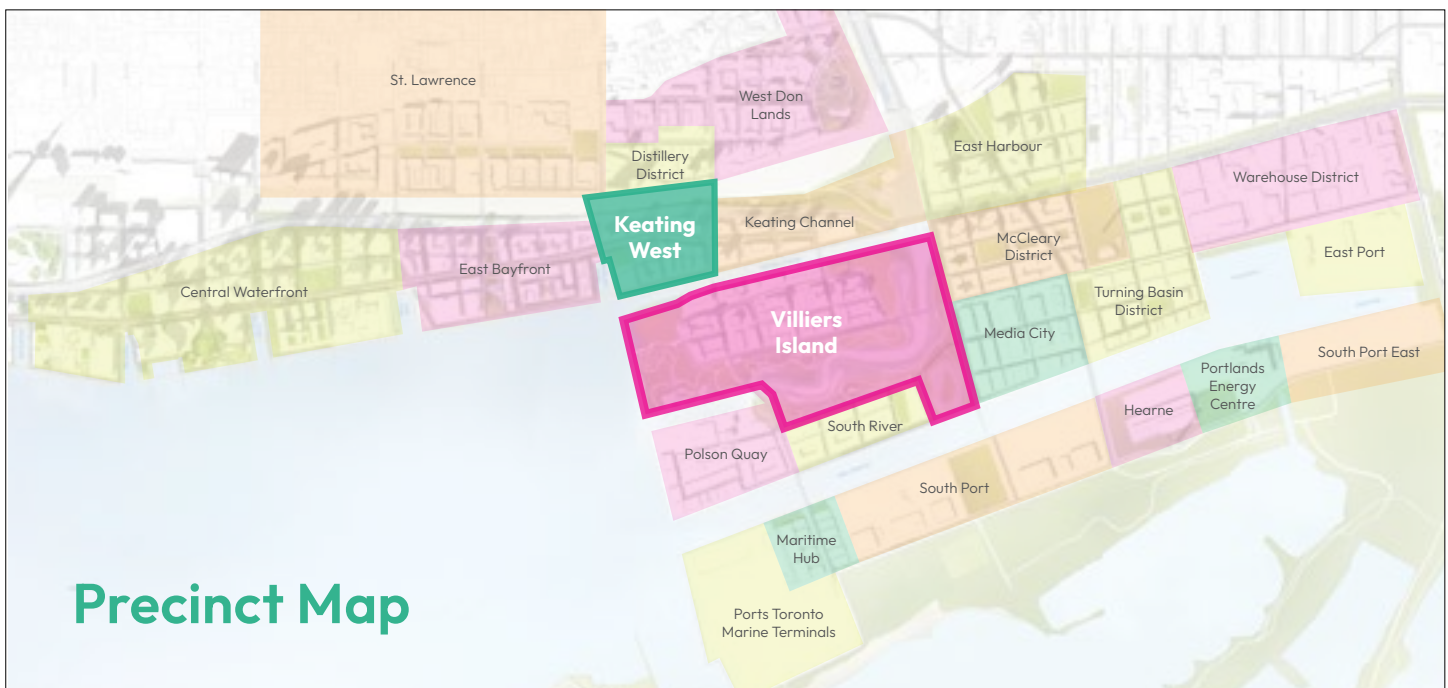 St. Lawrence
West Don
Lands
Distillery
District
East Harbour
Warehouse District
Keating
West
Keating Channel
McCleary
District
East Port
East Bayfront
Central Waterfront
Villiers
Island
Turning Basin
District
Media City
South Port East
Portlands
Energy
Centre
Hearne
South River
Polson Quay
South Port
Maritime
Hub
Precinct Map
Ports Toronto
Marine Terminals